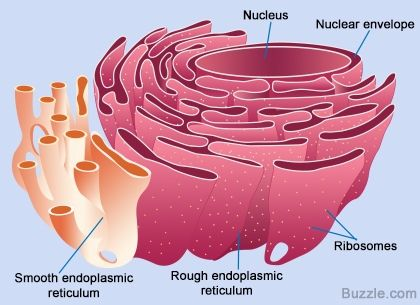 Nucleus
Nuclear envelope
Ribosomes
Smooth endoplasmic
reticulum
Rough endoplasmic
reticulum
Buzzle.com